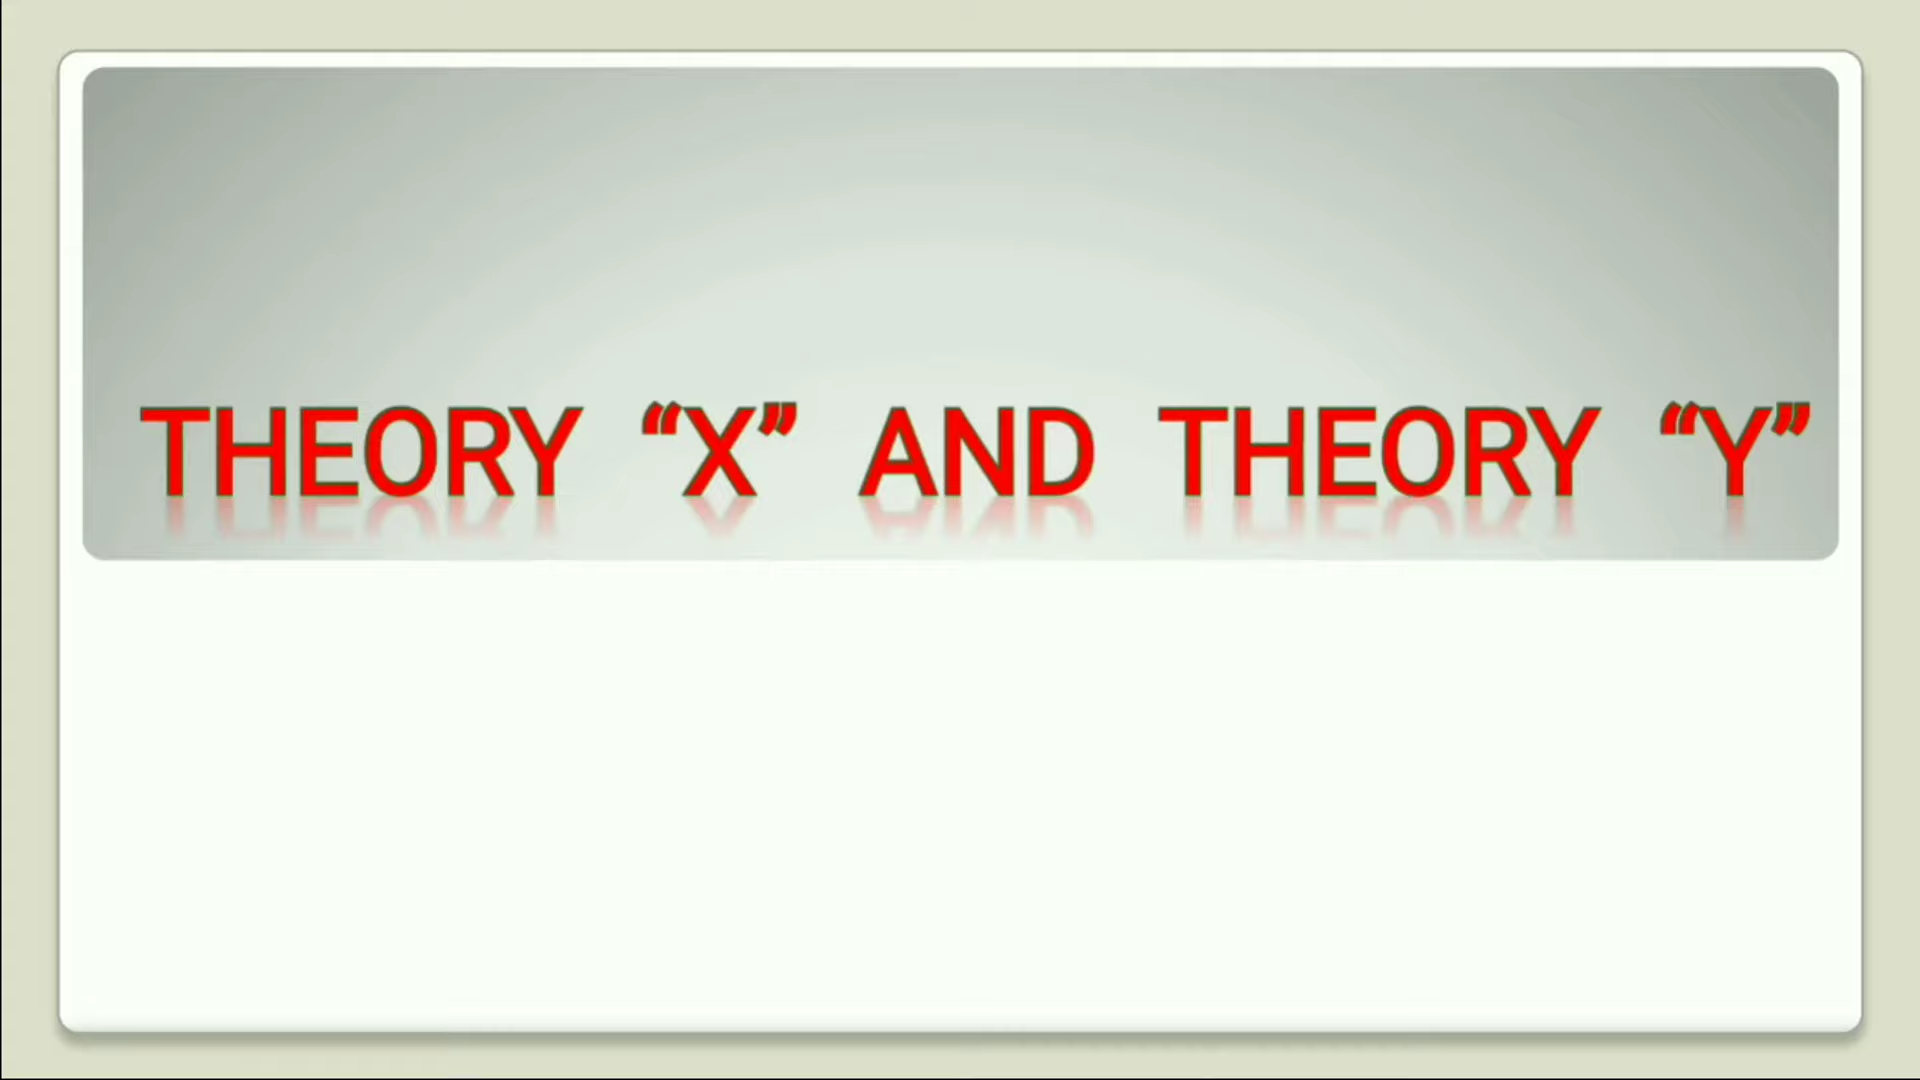 THEORY “X” AND THEORY “Y”